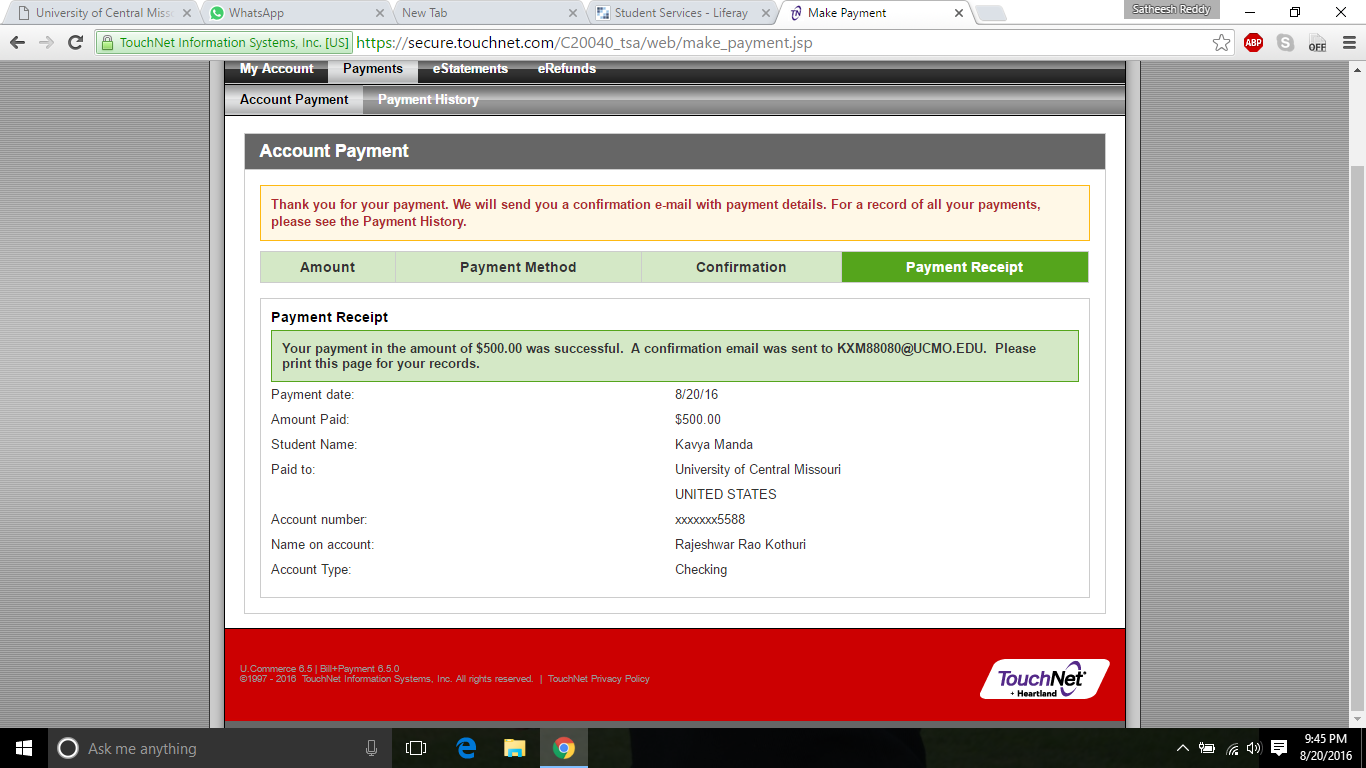 University of Central Misso
WhatsApp
New Tab
Student Services - Liferay
Make Payment
Satheesh Reddy
TouchNet Information Systems, Inc. [US]
https://secure.touchnet.com/C20040_tsa/web/make_payment.jsp
ABP
OFF
My Account Payments eStatements eRefunds
Account Payment Payment History
Account Payment
Thank you for your payment. We will send you a confirmation e-mail with payment details. For a record of all your payments,
please see the Payment History.
Amount Payment Method Confirmation Payment Receipt
Payment Receipt
Your payment in the amount of $500.00 was successful. A confirmation email was sent to KXM88080@UCMO.EDU. Please
print this page for your records.
Payment date: 8/20/16
Amount Paid: $500.00
Student Name: Kavya Manda
Paid to: University of Central Missouri
UNITED STATES
Account number: xxxxxxx5588
Name on account: Rajeshwar Rao Kothuri
Account Type: Checking
U.Commerce 6.5 | Bill+Payment 6.5.0
©1997 - 2016 TouchNet Information Systems, Inc. All rights reserved. | TouchNet Privacy Policy
TouchNet®
+ Heartland
Ask me anything
9:45 PM
8/20/2016